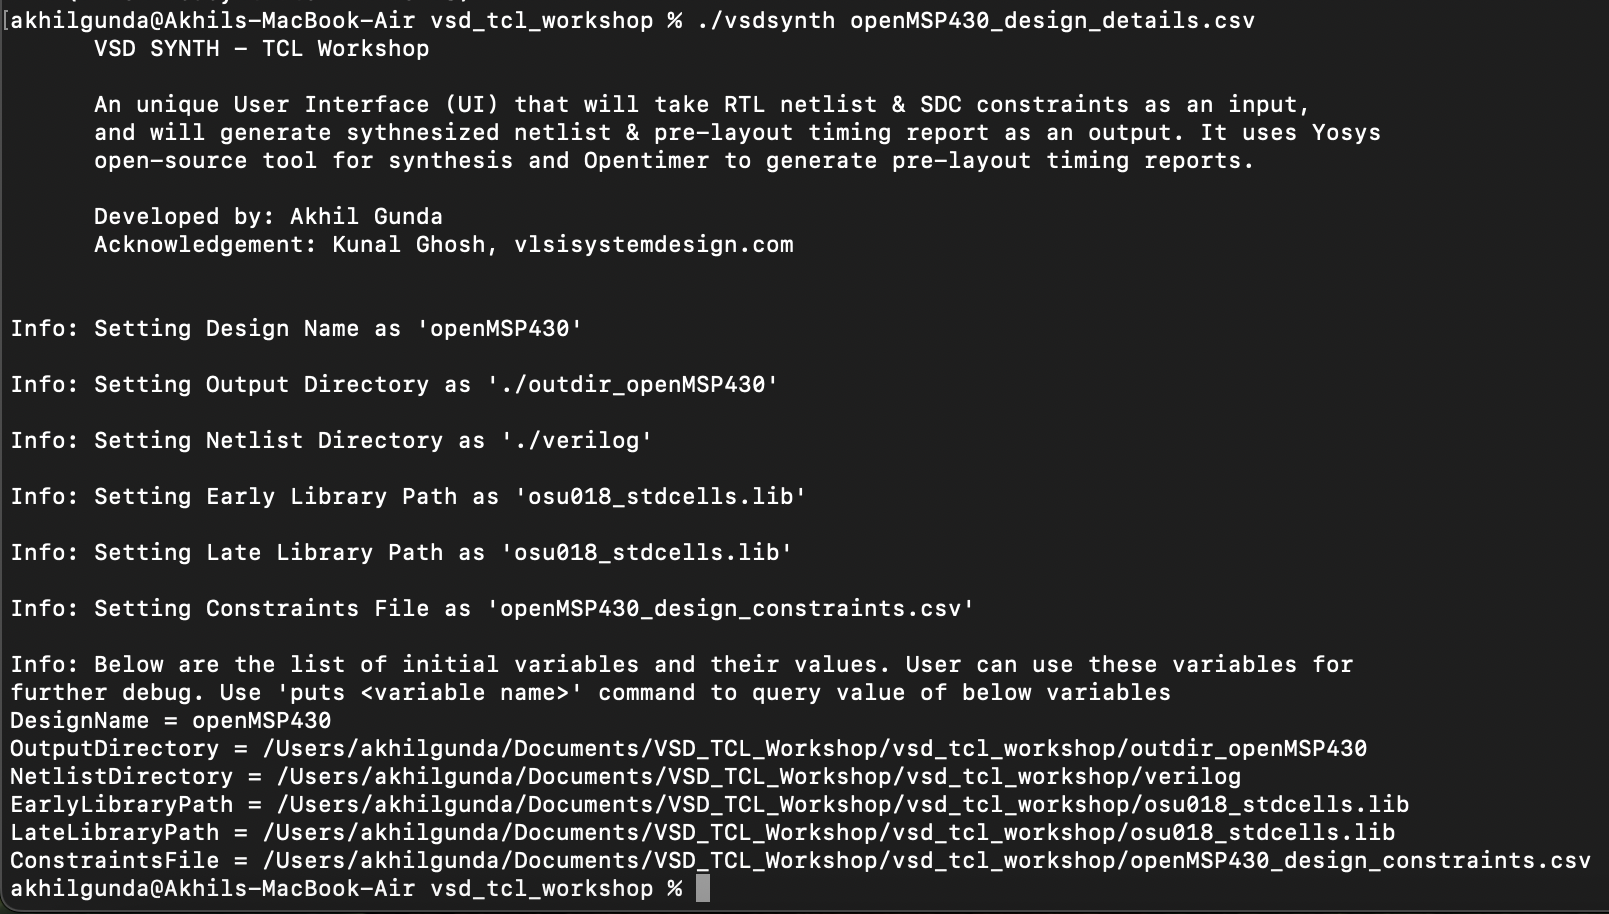 [akhilgunda@Akhils-MacBook-Air vsd_tcl_workshop % ./vsdsynth openMSP430_design_details.csv
VSD SYNTH - TCL Workshop
An unique User Interface (UI) that will take RTL netlist & SDC constraints as an input,
and will generate sythnesized netlist & pre-layout timing report as an output. It uses Yosys
open-source tool for synthesis and Opentimer to generate pre-layout timing reports.
Developed by: Akhil Gunda
Acknowledgement: Kunal Ghosh, vlsisystemdesign.com
Info: Setting Design Name as 'openMSP430'
Info: Setting Output Directory as './outdir_openMSP430'
Info: Setting Netlist Directory as './verilog'
Info: Setting Early Library Path as 'osu018_stdcells.lib'
Info: Setting Late Library Path as 'osu018_stdcells.lib'
Info: Setting Constraints File as 'openMSP430_design_constraints.csv'
Info: Below are the list of initial variables and their values. User can use these variables for
further debug. Use 'puts <variable name>' command to query value of below variables
DesignName = openMSP430
OutputDirectory = /Users/akhilgunda/Documents/VSD_TCL_Workshop/vsd_tcl_workshop/outdir_openMSP430
NetlistDirectory = /Users/akhilgunda/Documents/VSD_TCL_Workshop/vsd_tcl_workshop/verilog
EarlyLibraryPath = /Users/akhilgunda/Documents/VSD_TCL_Workshop/vsd_tcl_workshop/osu018_stdcells.lib
LateLibraryPath = /Users/akhilgunda/Documents/VSD_TCL_Workshop/vsd_tcl_workshop/osu018_stdcells.lib
ConstraintsFile = /Users/akhilgunda/Documents/VSD_TCL_Workshop/vsd_tcl_workshop/openMSP430_design_constraints.csv
akhilgunda@Akhils-MacBook-Air vsd_tcl_workshop %